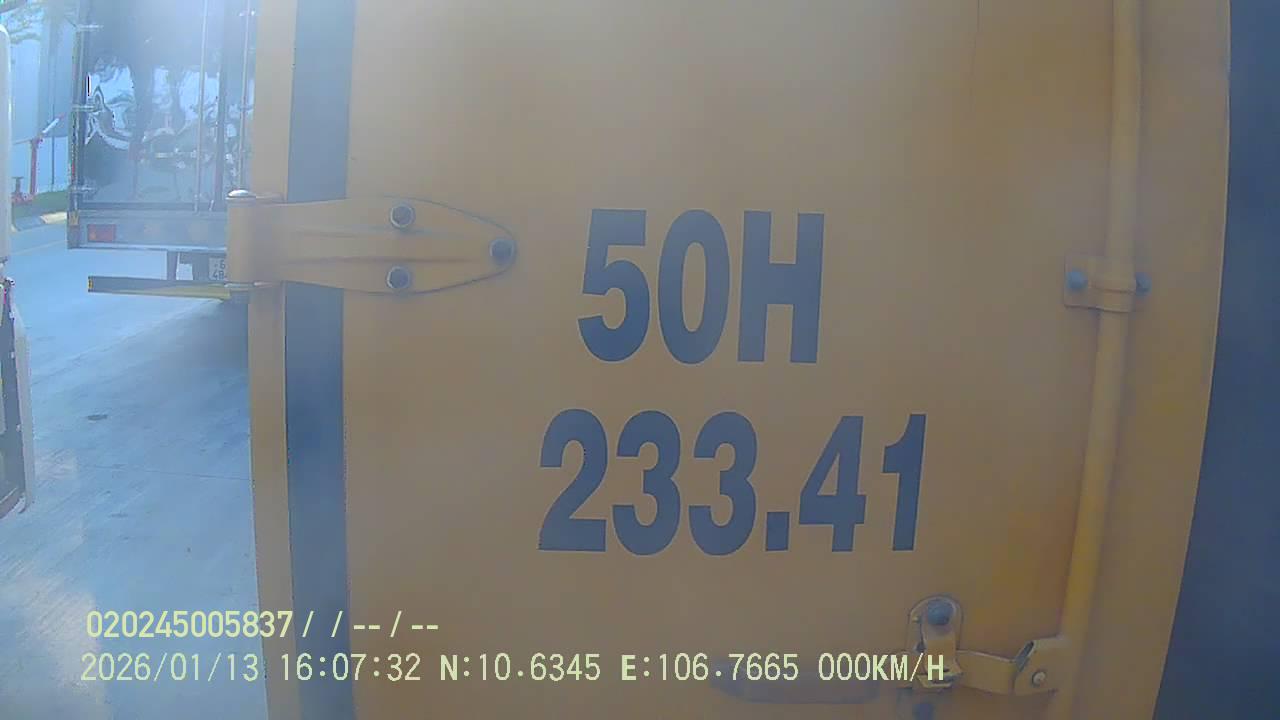 50H
233.41
020245005837/ /--/--
2026/01/13 16:07:32 N:10.6345 E:106.7665 000KM/H